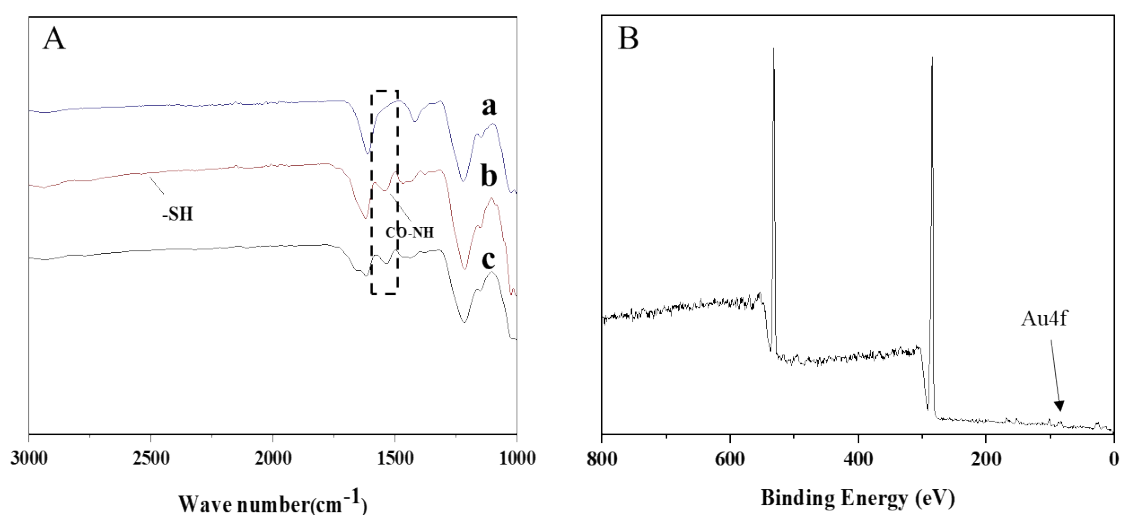 A
a
b
-SH
CO-NH
c
3000 2500 2000 1500 1000
Wave number(cm-1)
B
Au4f
800 600 400 200 0
Binding Energy (eV)